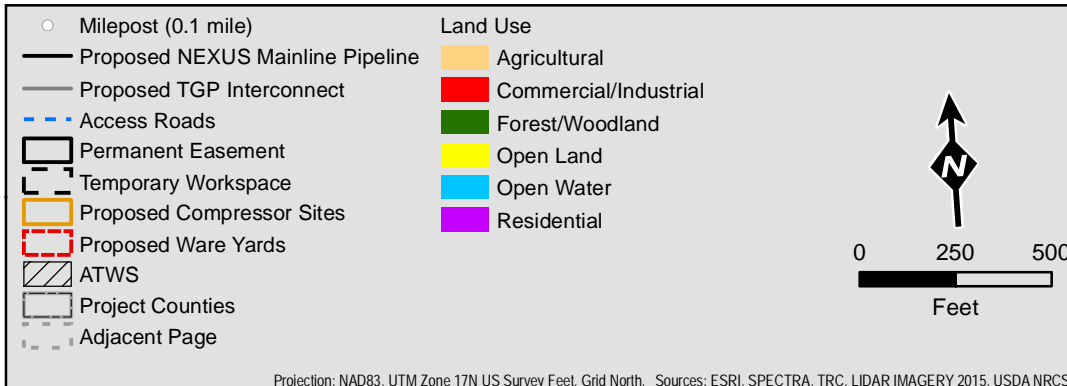 Milepost (0.1 mile)
Proposed NEXUS Mainline Pipeline
Proposed TGP Interconnect
Access Roads
Permanent Easement
Temporary Workspace
Proposed Compressor Sites
Proposed Ware Yards
ATWS
Project Counties
Adjacent Page
Land Use
Agricultural
Commercial/Industrial
Forest/Woodland
Open Land
Open Water
Residential
N
0 250 500
Feet
Projection: NAD83, UTM Zone 17N US Survey Feet, Grid North, Sources: ESRI, SPECTRA, TRC, LIDAR IMAGERY 2015, USDA NRCS